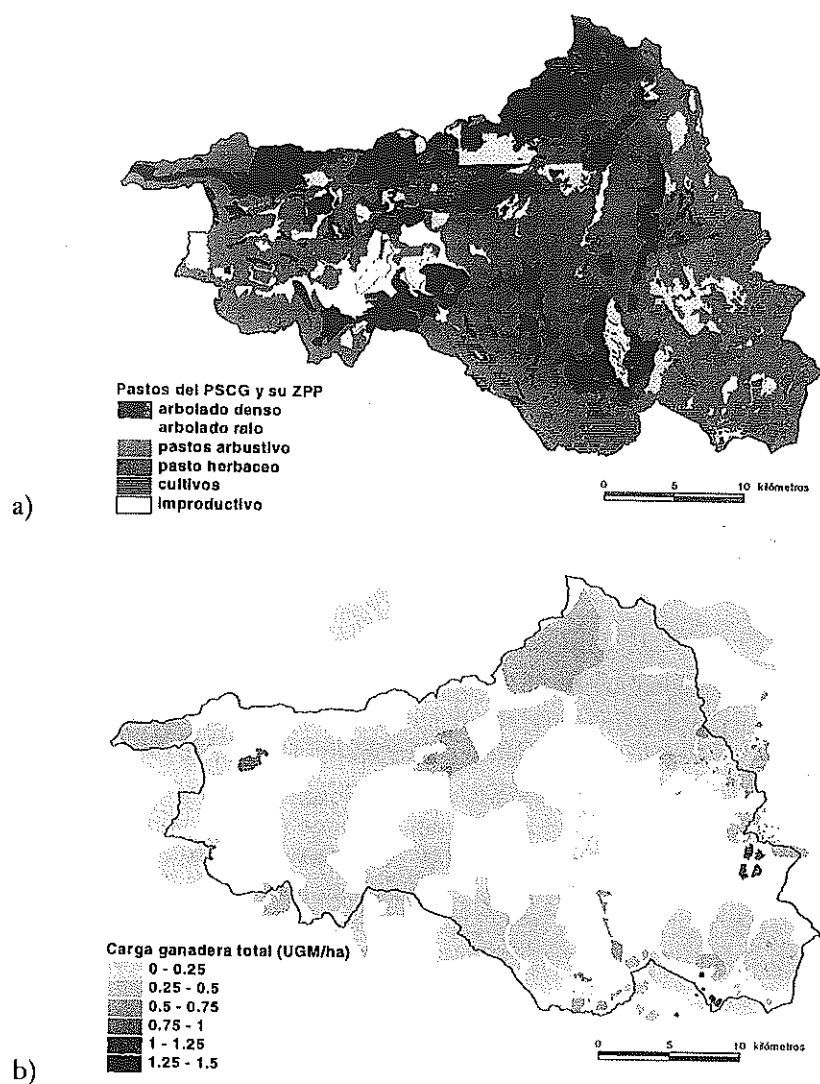 Pastos del PSCG y su ZPP
arbolado denso
arbolado ralo
pastos arbustivo
pasto herbaceo
cultivos
improductivo
0 5 10 kilómetros
a)
Carga ganadera total (UGM/ha)
0 - 0.25
0.25 - 0.5
0.5 - 0.75
0.75 - 1
1 - 1.25
1.25 - 1.5
0 5 10 kilómetros
b)